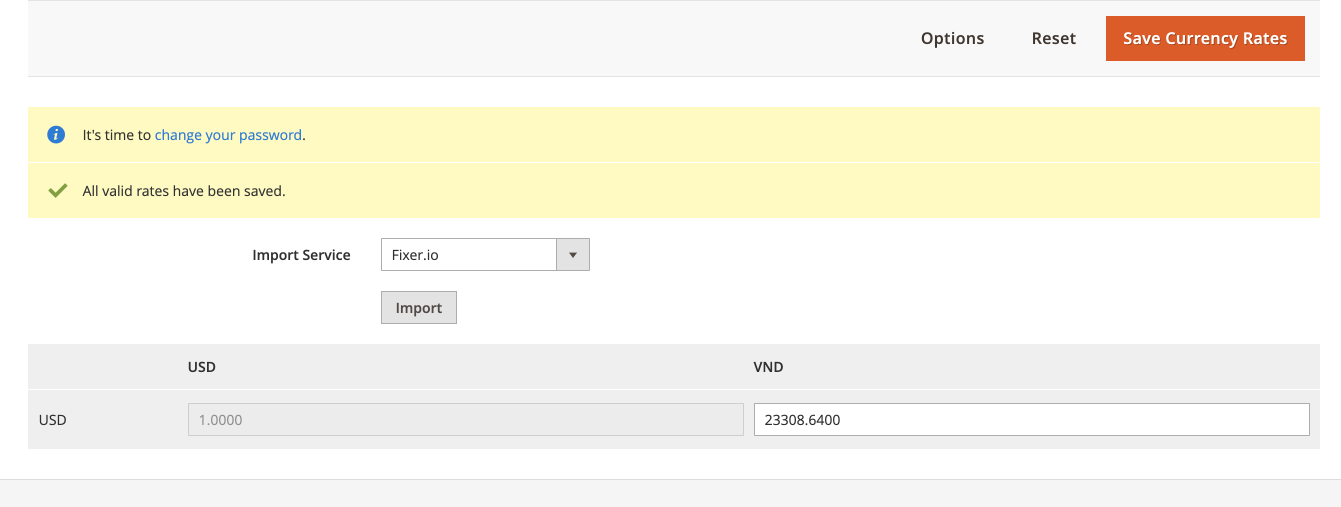 Options Reset Save Currency Rates
It's time to change your password.
All valid rates have been saved.
Import Service Fixer.io
Import
USD VND
USD 1.0000 23308.6400